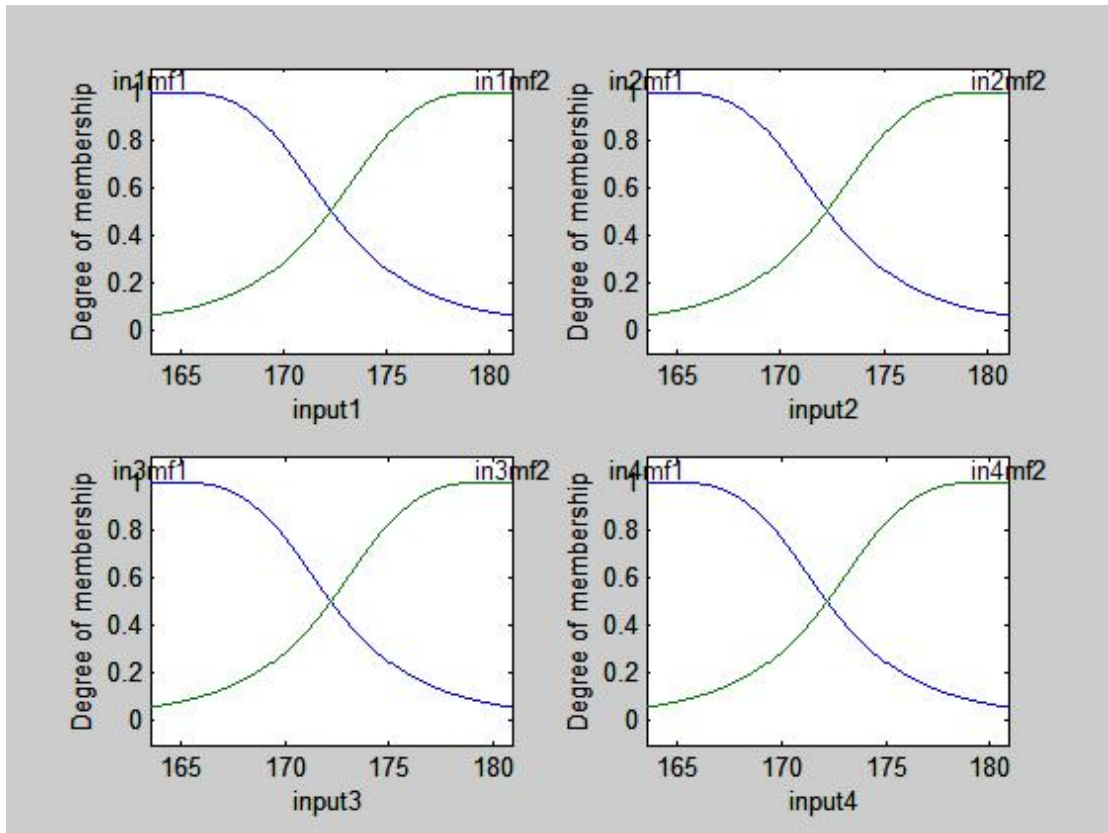 in1mf1 in1mf2
1
0.8
0.6
0.4
0.2
0
Degree of membership
165 170 175 180
input1
in2mf1 in2mf2
1
0.8
0.6
0.4
0.2
0
Degree of membership
165 170 175 180
input2
in3mf1 in3mf2
1
0.8
0.6
0.4
0.2
0
Degree of membership
165 170 175 180
input3
in4mf1 in4mf2
1
0.8
0.6
0.4
0.2
0
Degree of membership
165 170 175 180
input4